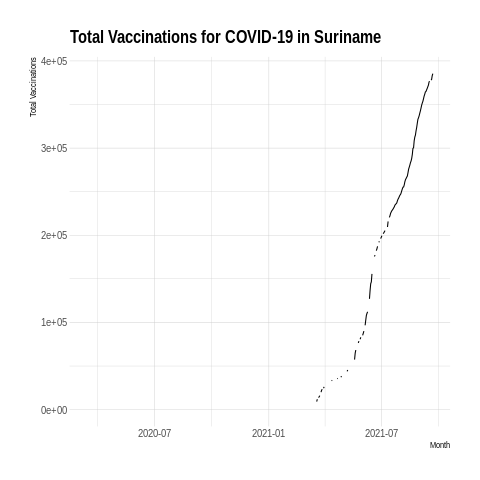 Total Vaccinations for COVID-19 in Suriname
Total Vaccinations
4e+05
3e+05
2e+05
1e+05
0e+00
2020-07
2021-01
2021-07
Month